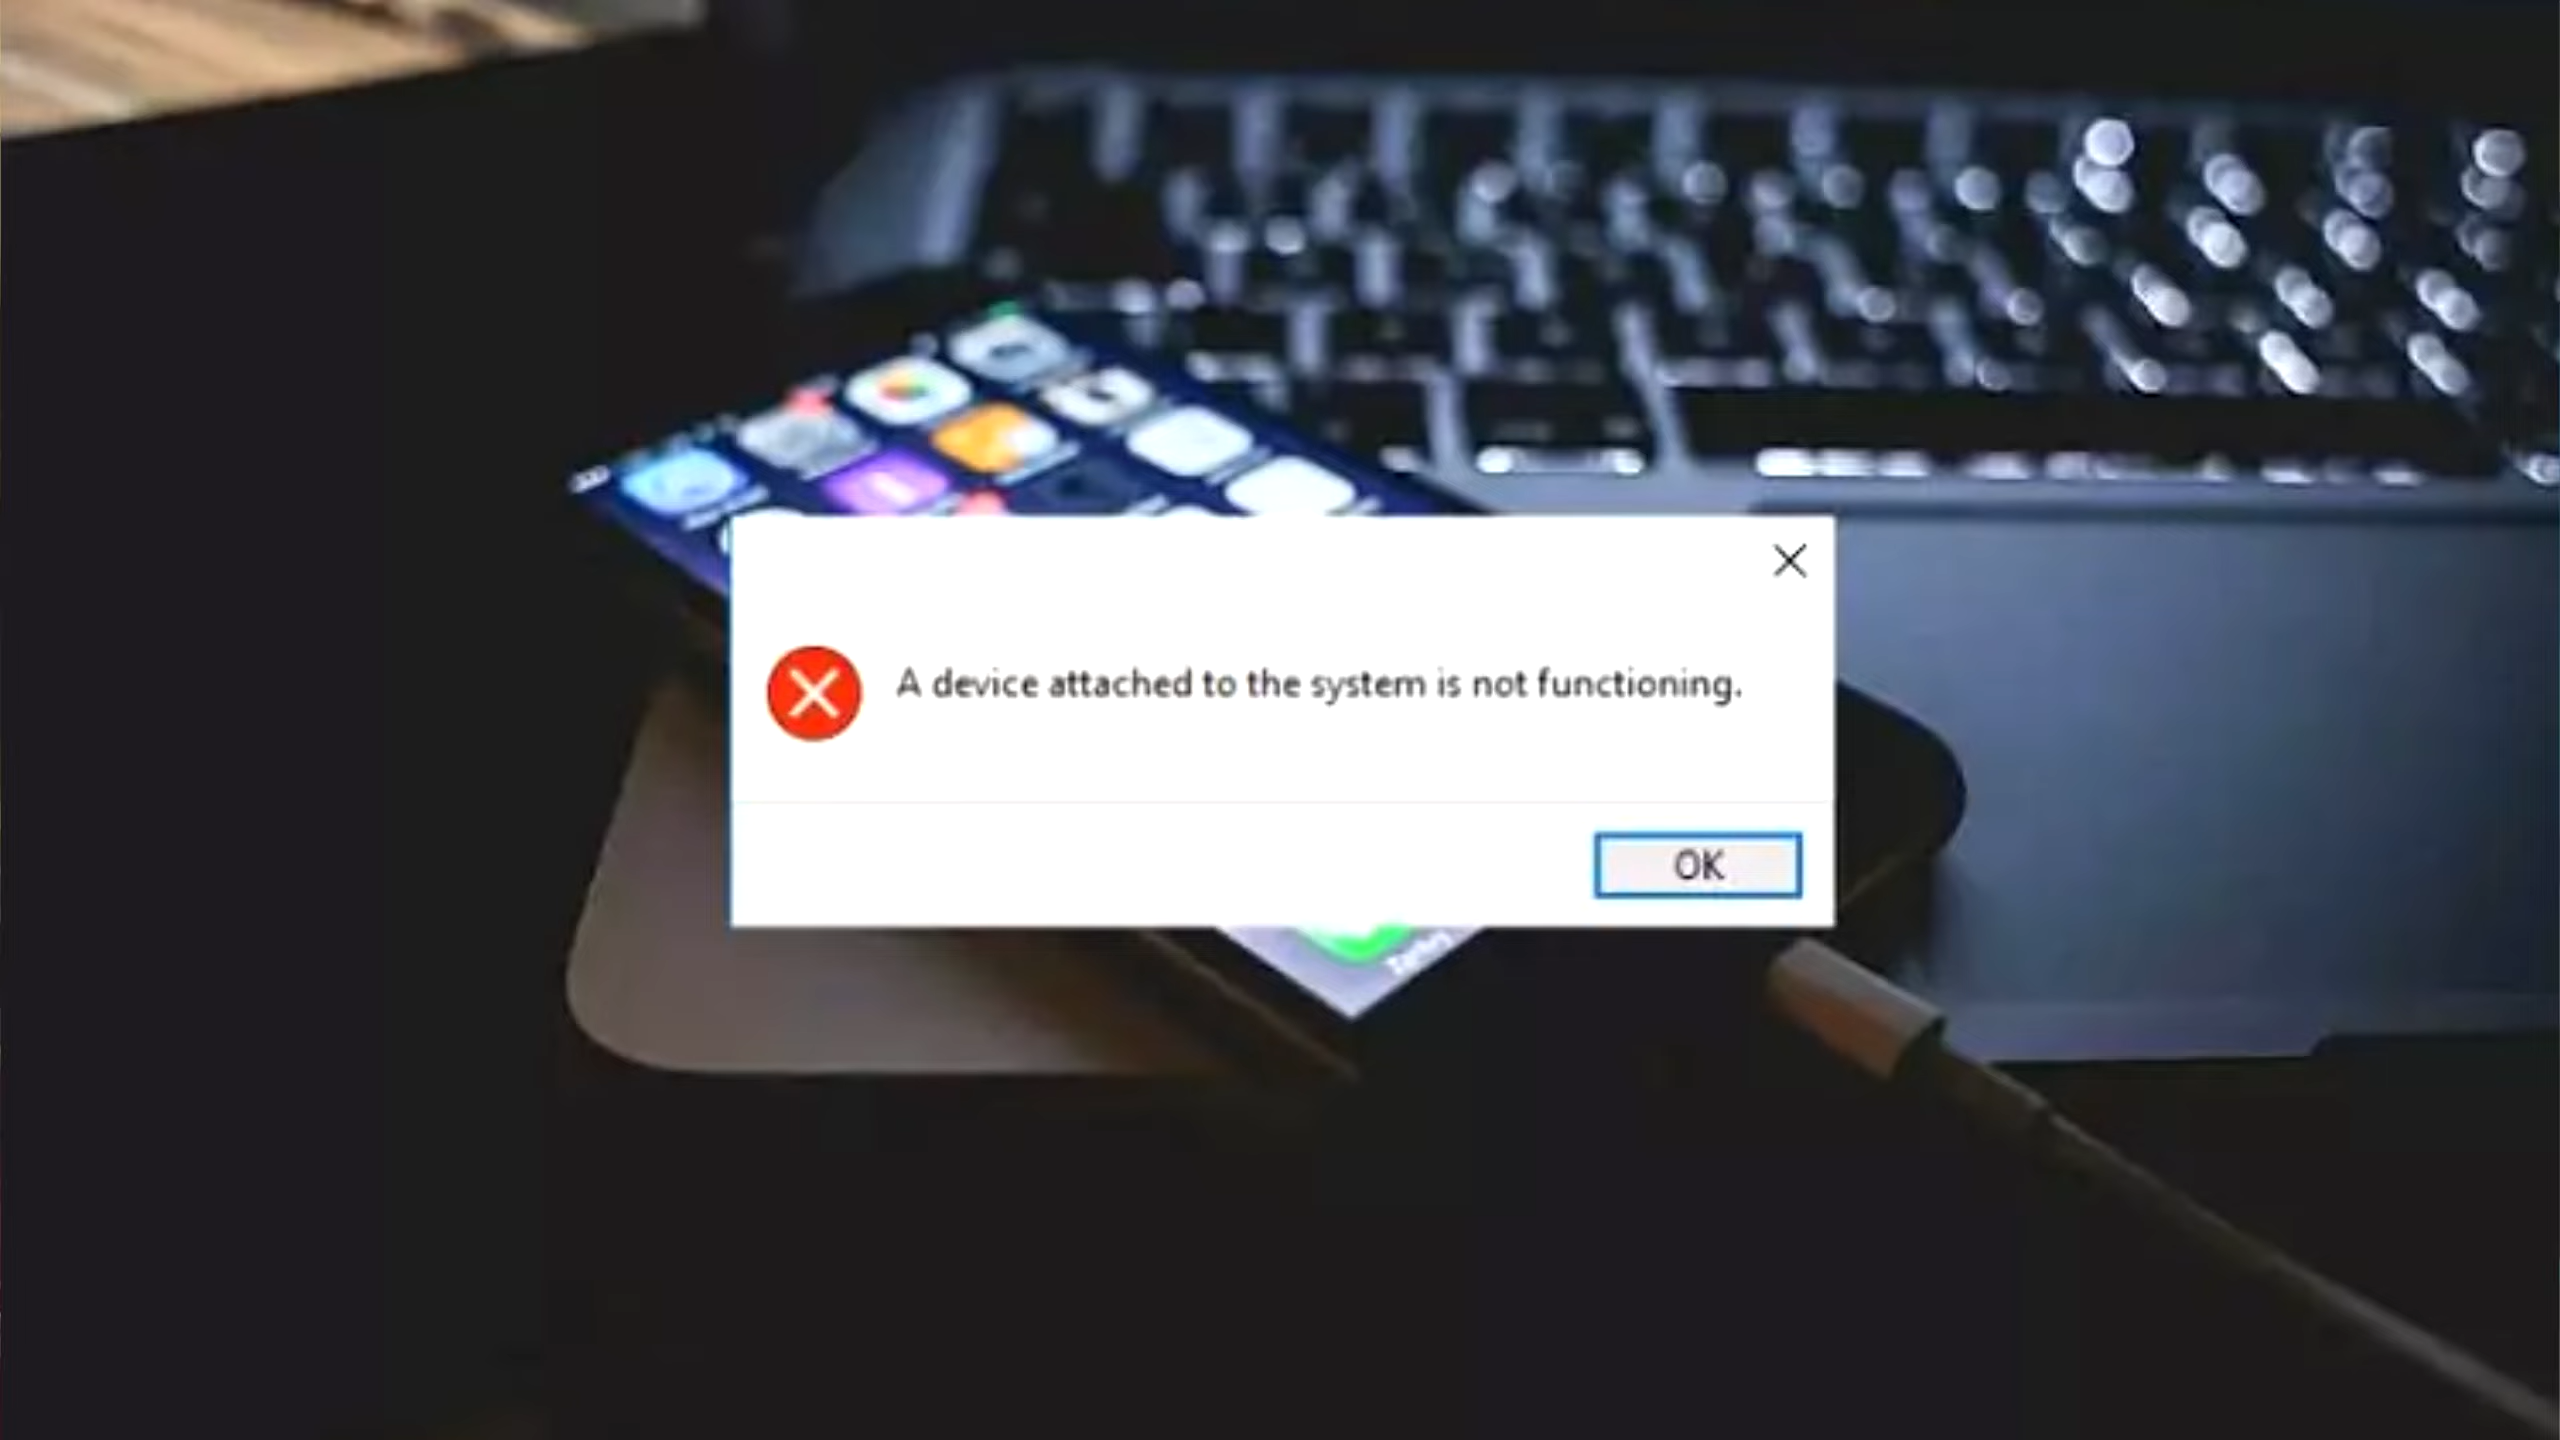 A device attached to the system is not functioning.
OK